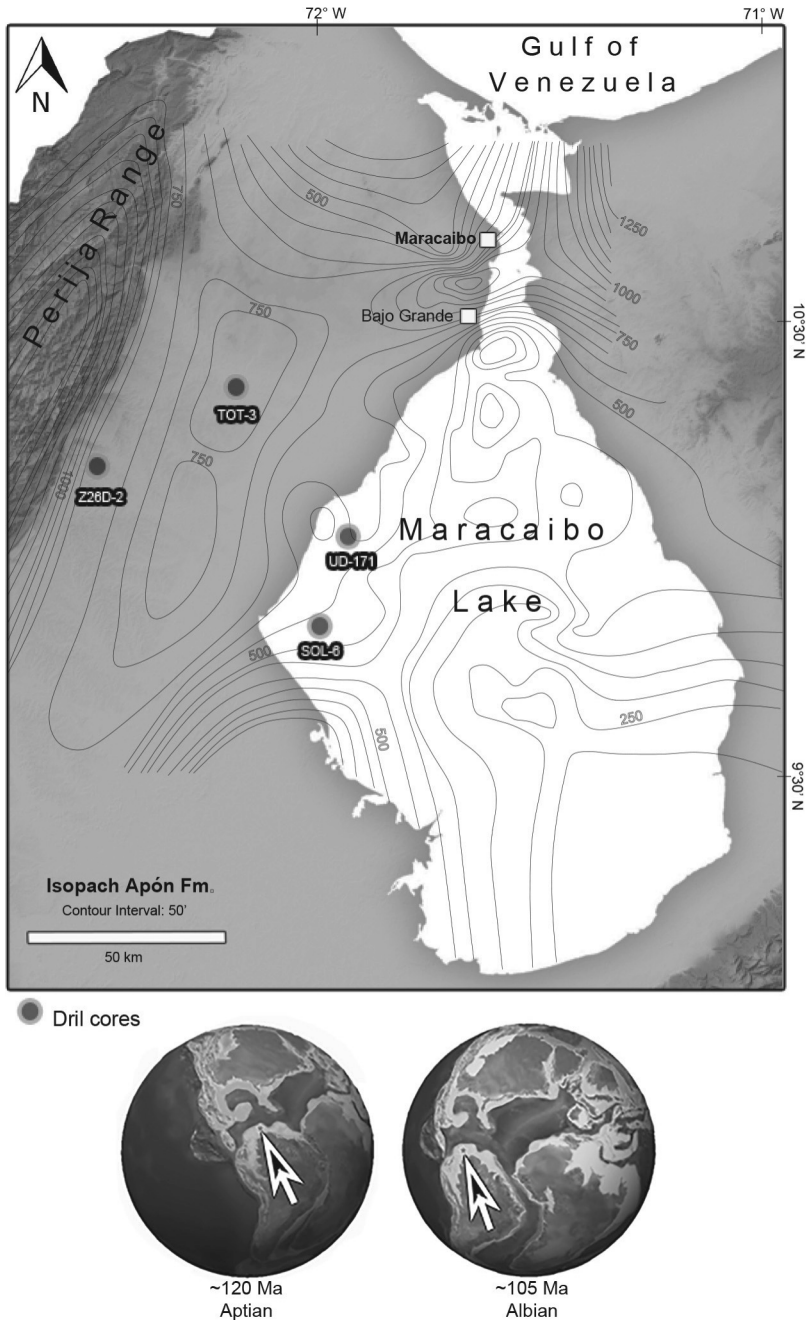 72° W
71° W
Gulf of
Venezuela
N
Perija Range
750
500
Maracaibo
1250
1000
Bajo Grande
750
10°30' N
750
500
TOT-3
750
1000
Z26D-2
Maracaibo
UD-171
Lake
SOL-6
500
250
500
9°30' N
Isopach Apón Fm.
Contour Interval: 50'
50 km
Dril cores
~120 Ma
Aptian
~105 Ma
Albian